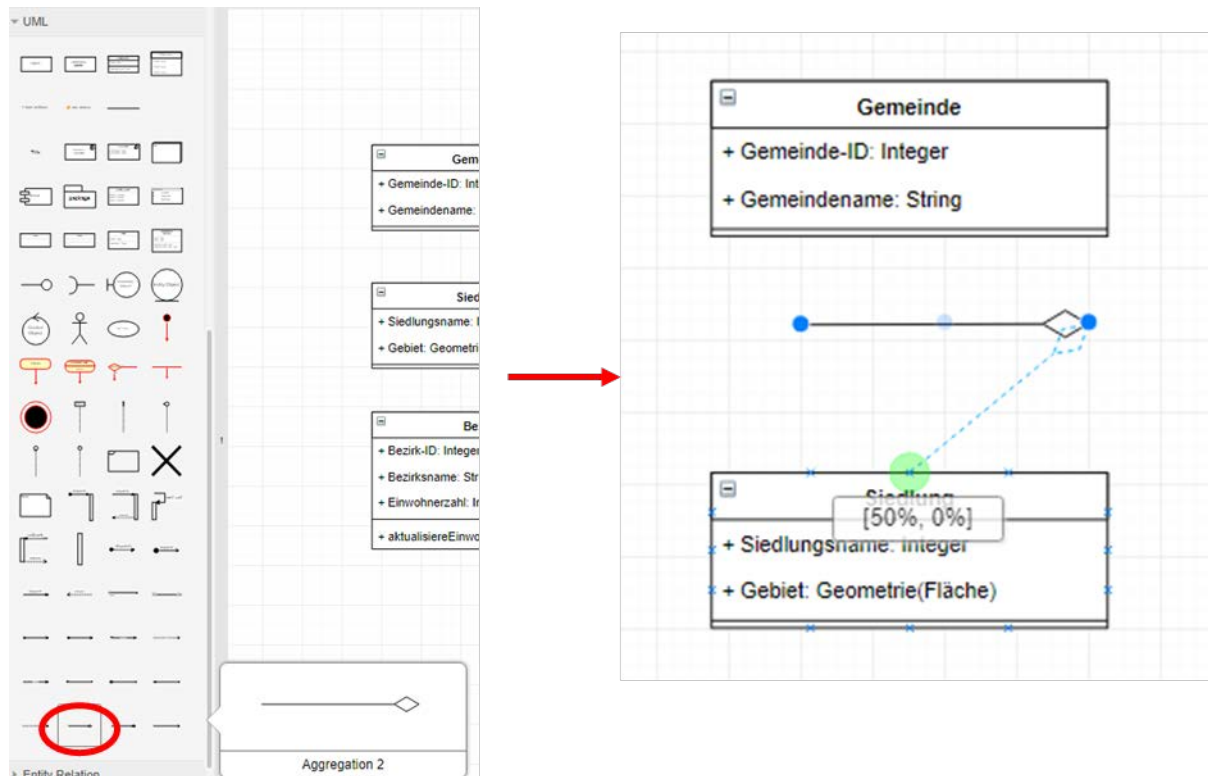 UML
Gem
+ Gemeinde-ID: Int
+ Gemeindename:
Sied
+ Siedlungsname: I
+ Gebiet: Geometri
Be
+ Bezirk-ID: Integer
+ Bezirksname: Str
+ Einwohnerzahl: In
+ aktualisiereEinwo
Aggregation 2
Entity Relation
Gemeinde
+ Gemeinde-ID: Integer
+ Gemeindename: String
Siedlung
[50%, 0%]
+ Siedlungsname: Integer
+ Gebiet: Geometrie(Fläche)